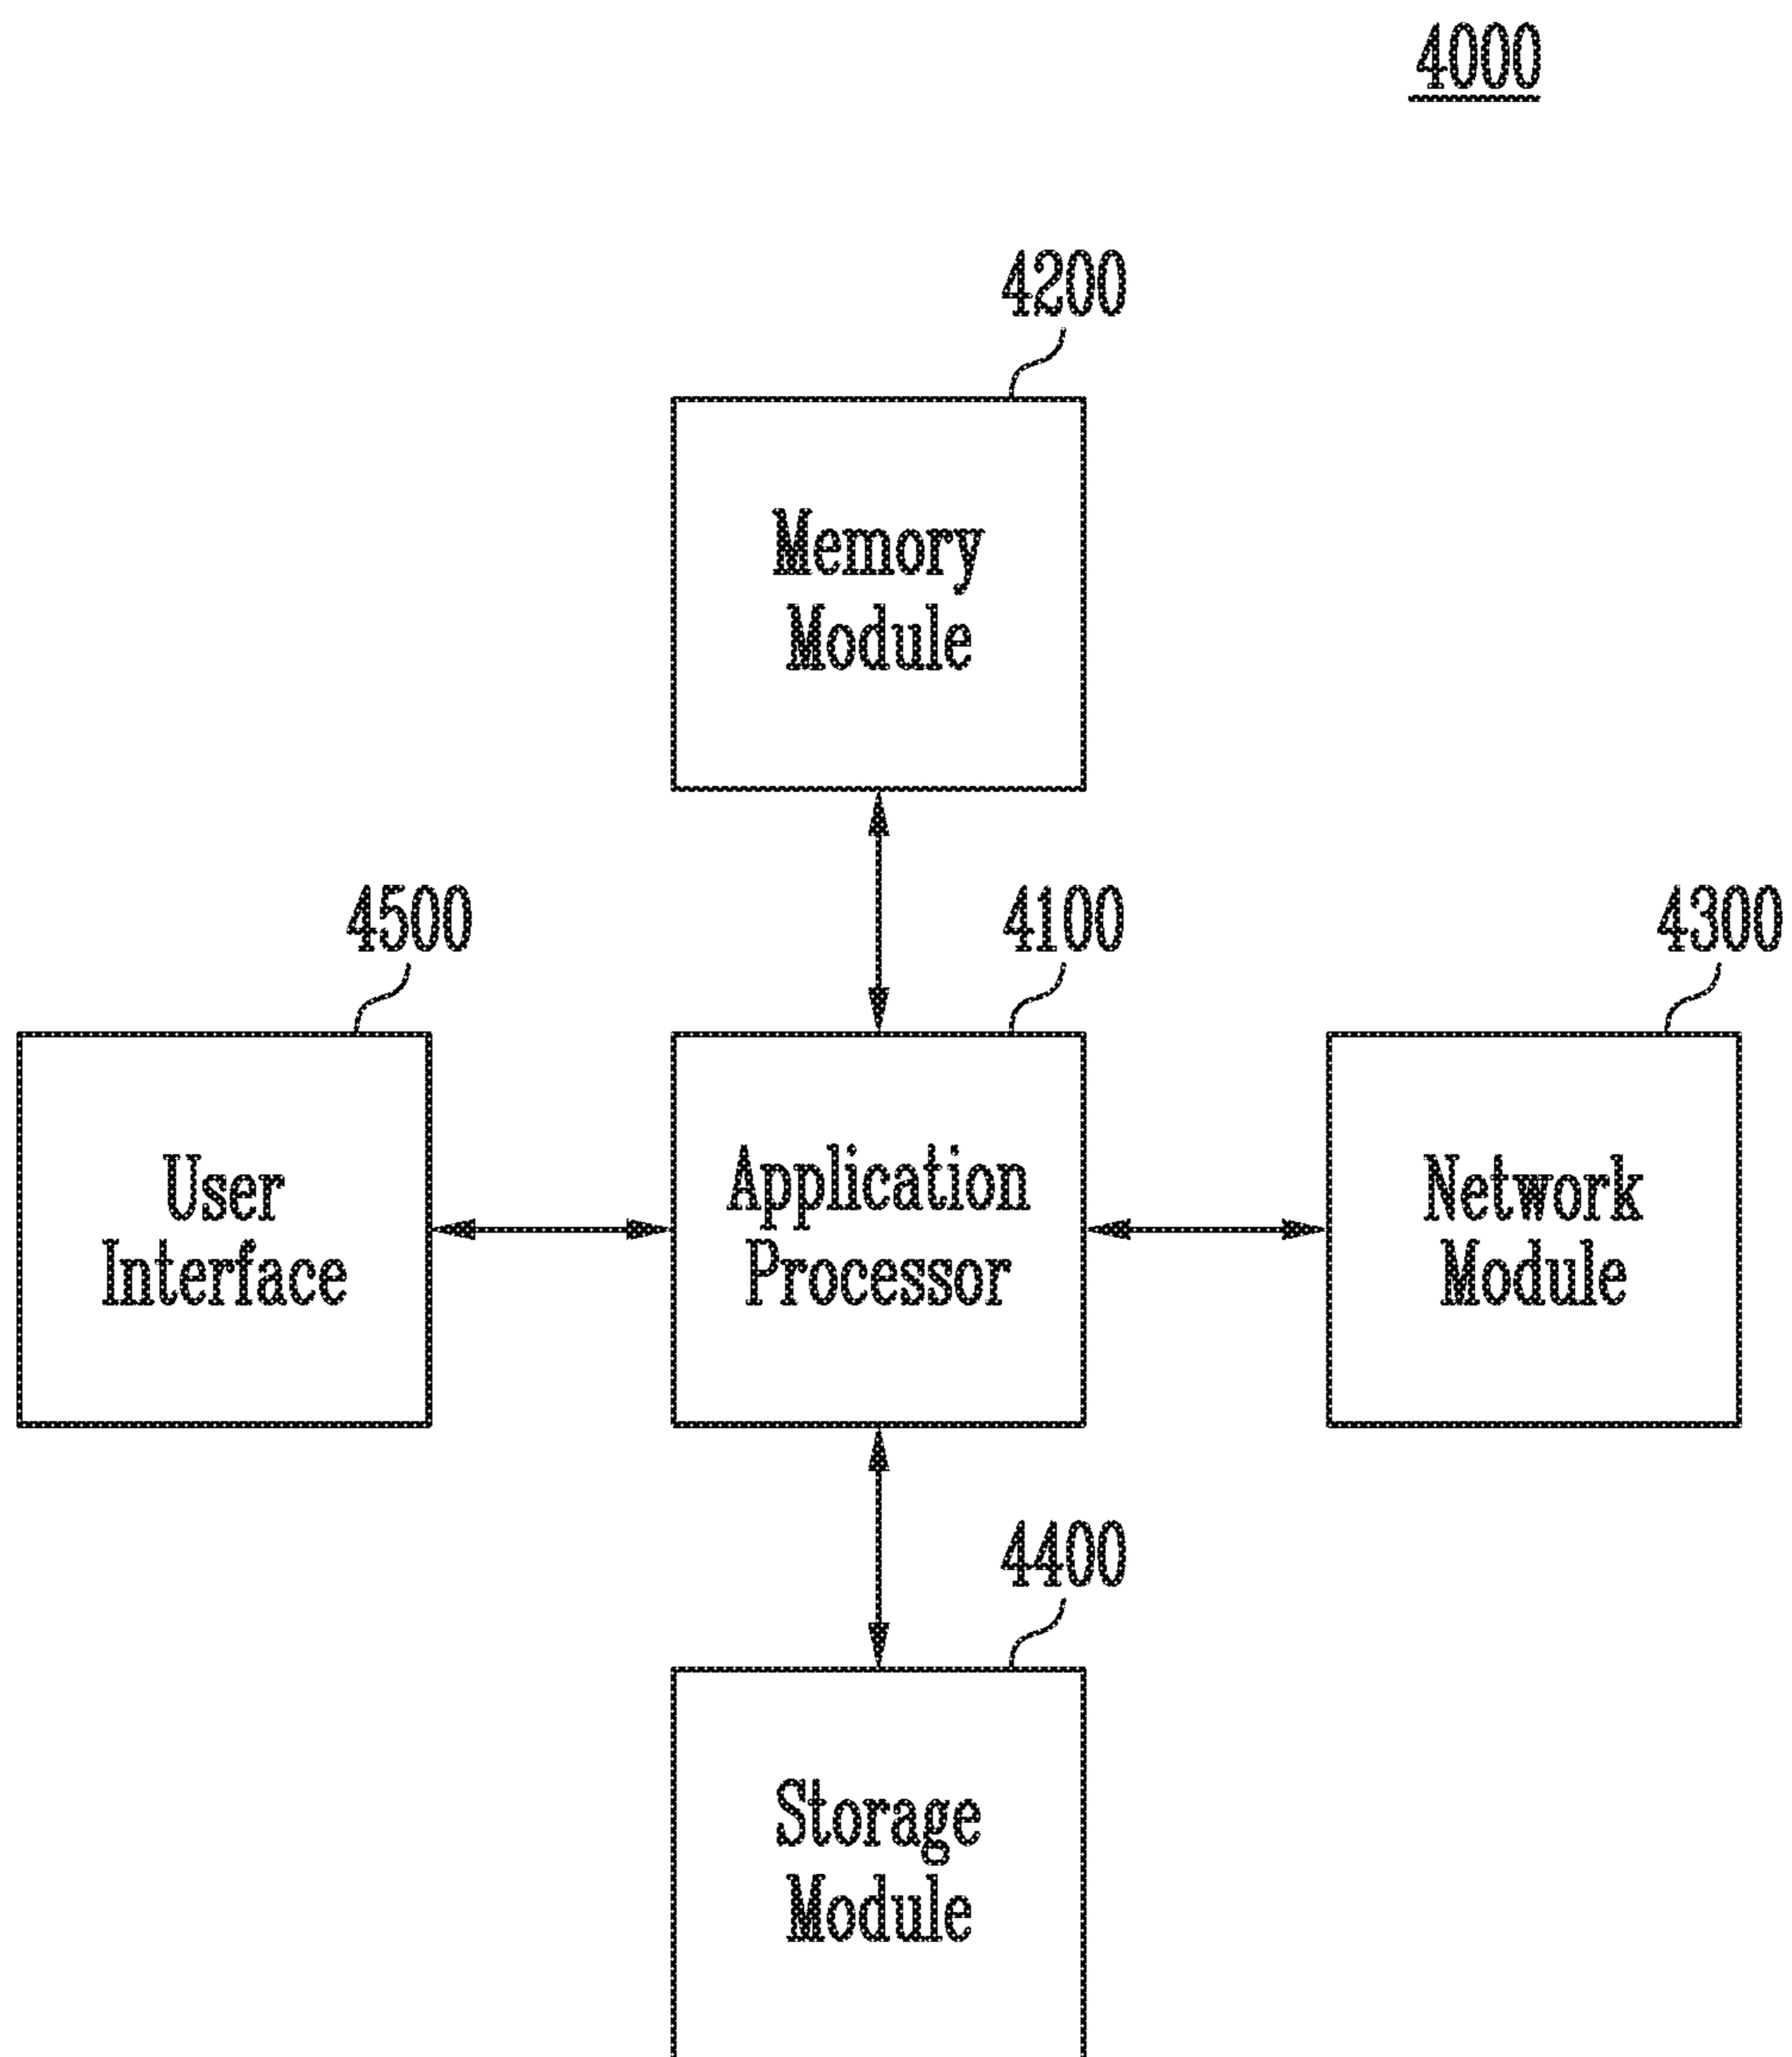 4000
4200
Memory
Module
4500
4100
4300
User
Interface
Application
Processor
Network
Module
4400
Storage
Module